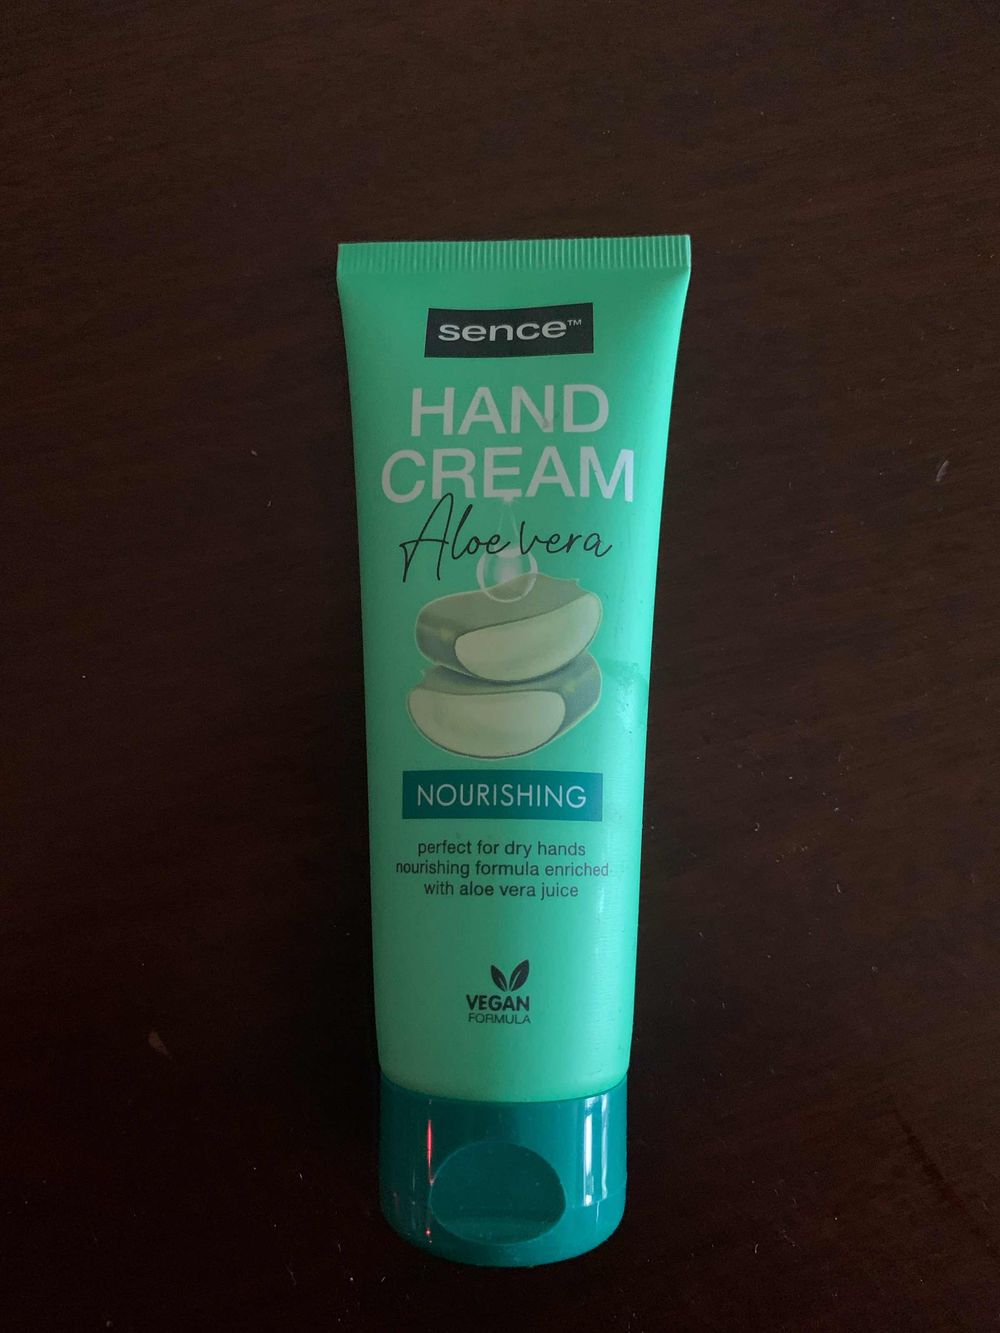 sence™
HAND
CREAM
Aloe vera
NOURISHING
perfect for dry hands
nourishing formula enriched
with aloe vera juice
VEGAN
FORMULA